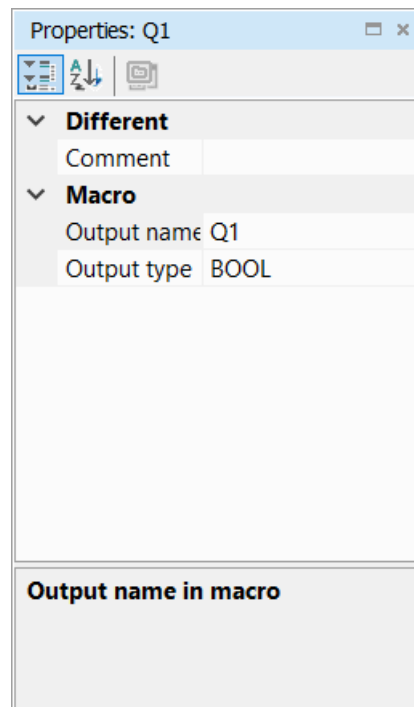 Properties: Q1
Different
Comment
Macro
Output name Q1
Output type BOOL
Output name in macro